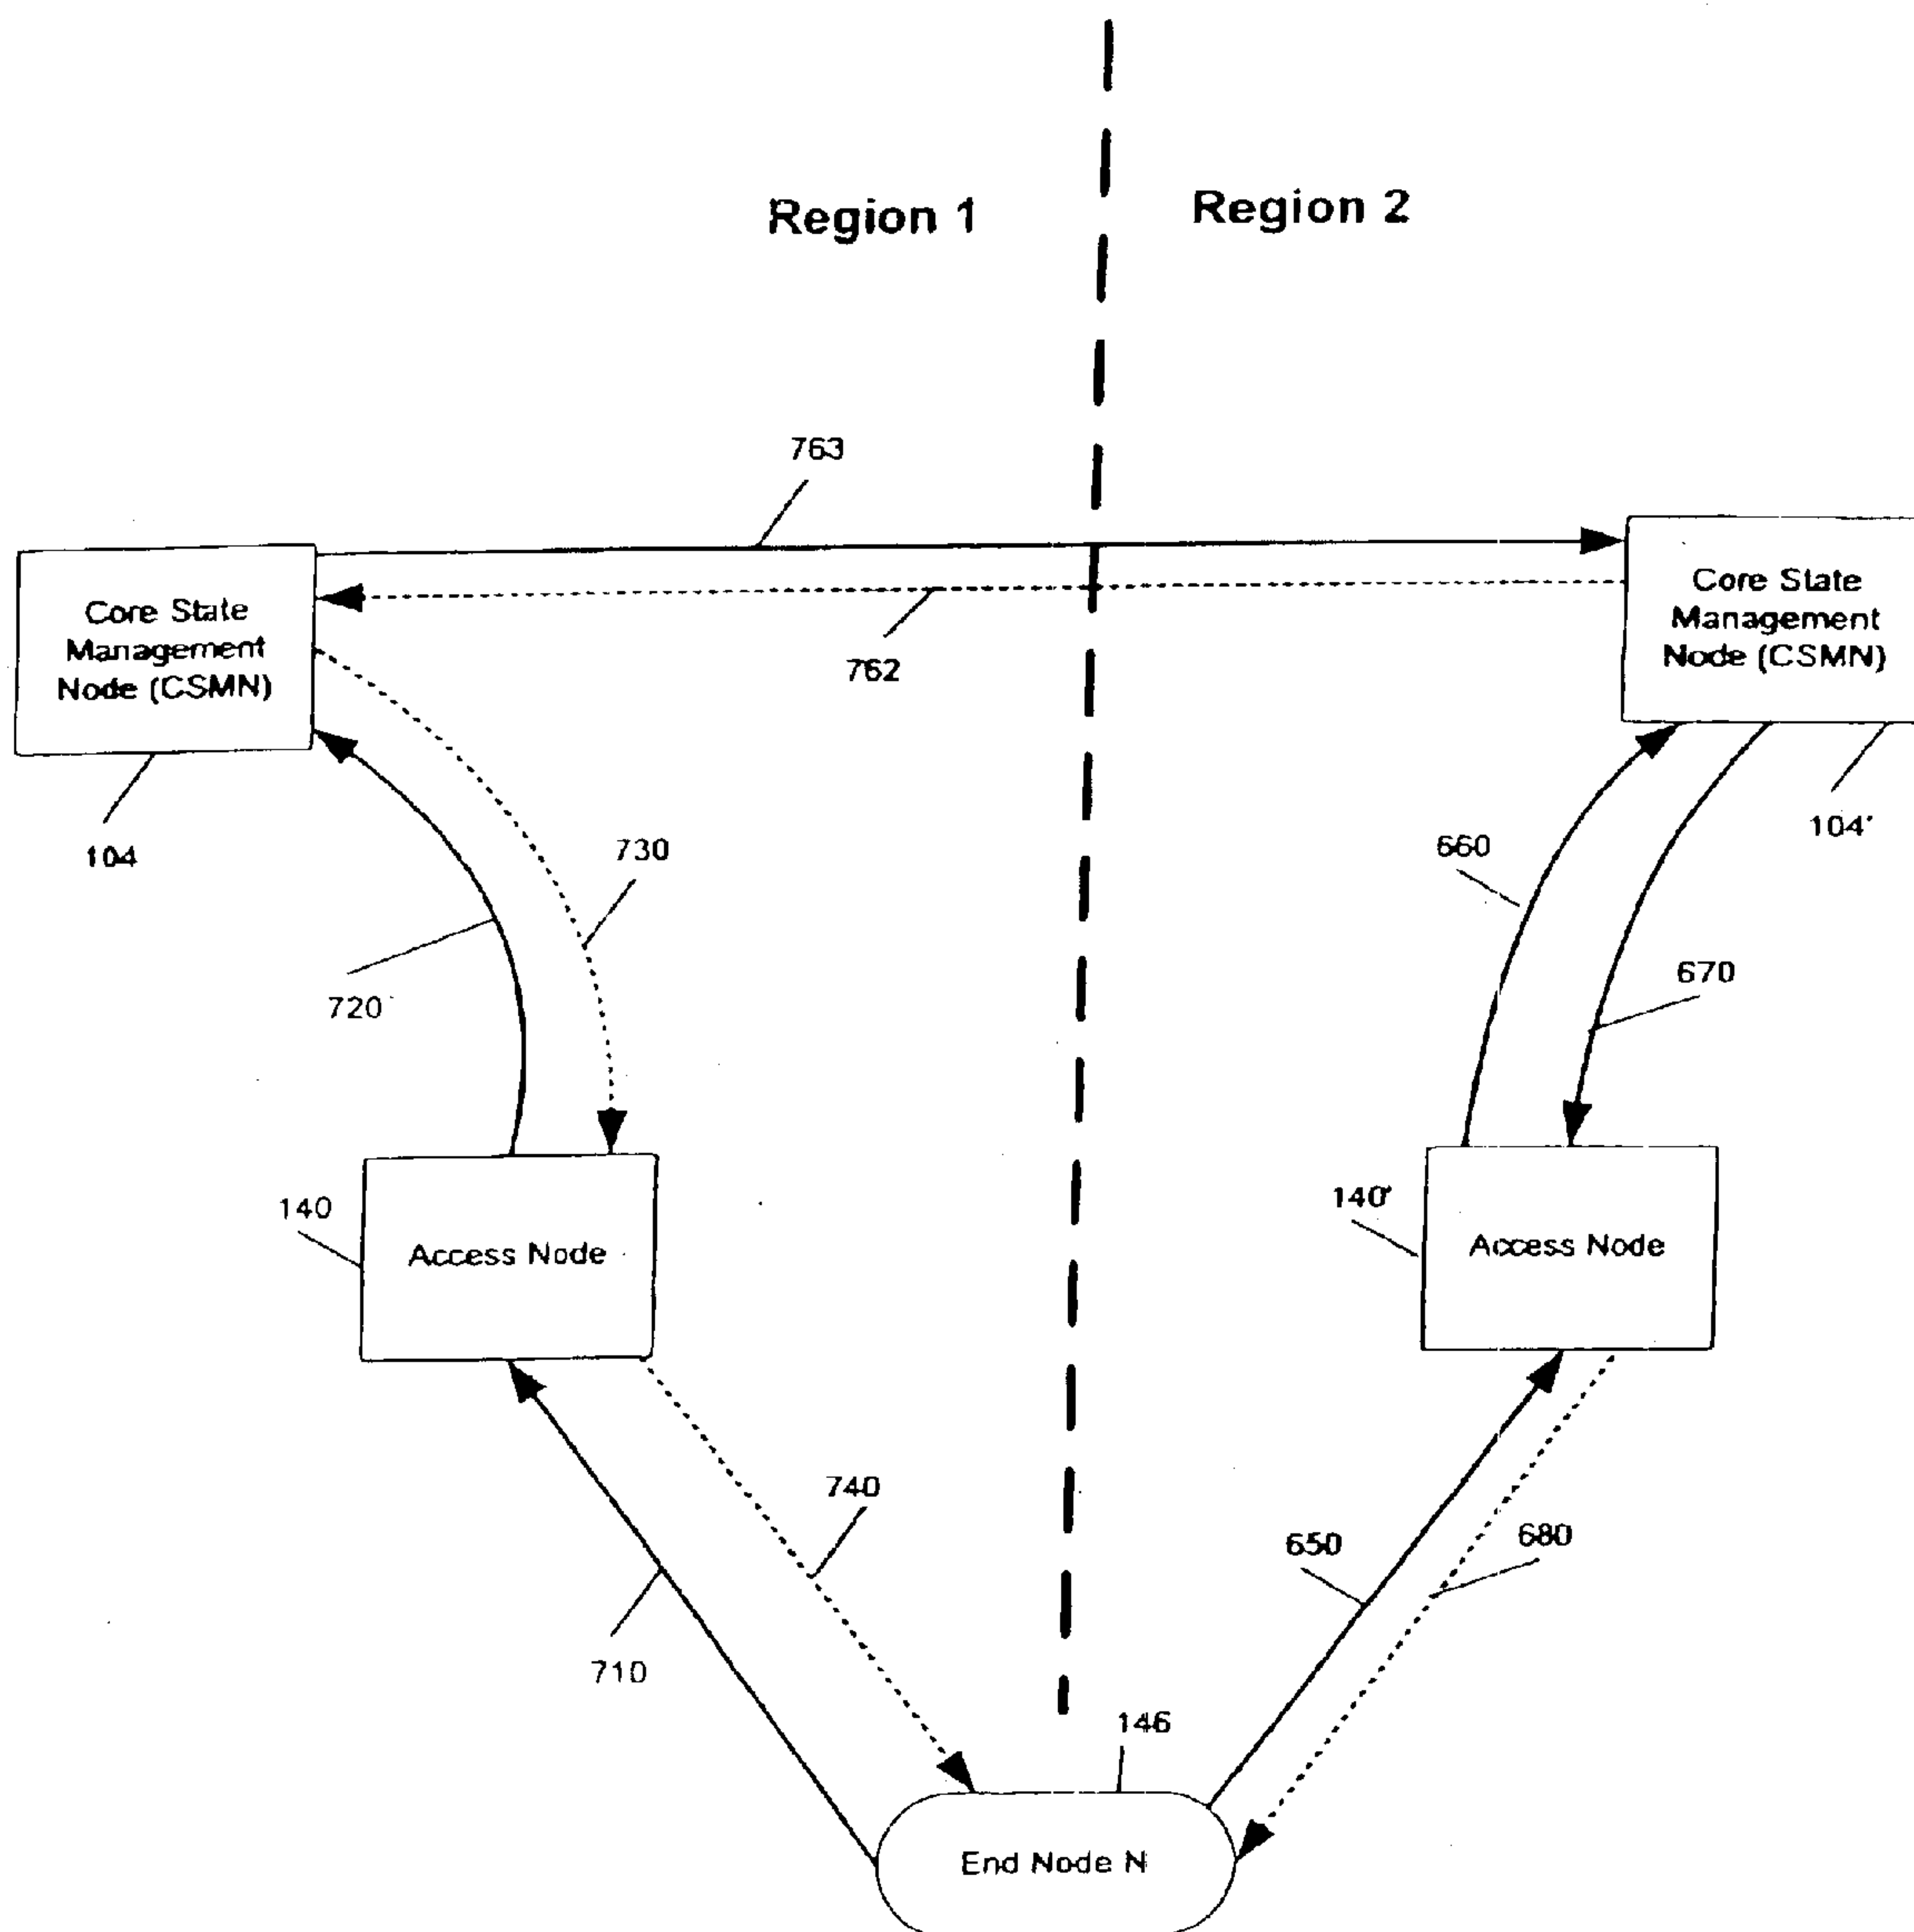 Region 1
Region 2
763
Core State
Management
Node (CSMN)
Core State
Management
Node (CSMN)
762
104
104'
730
660
720
670
140
Access Node
140'
Access Node
740
650
680
710
146
End Node N